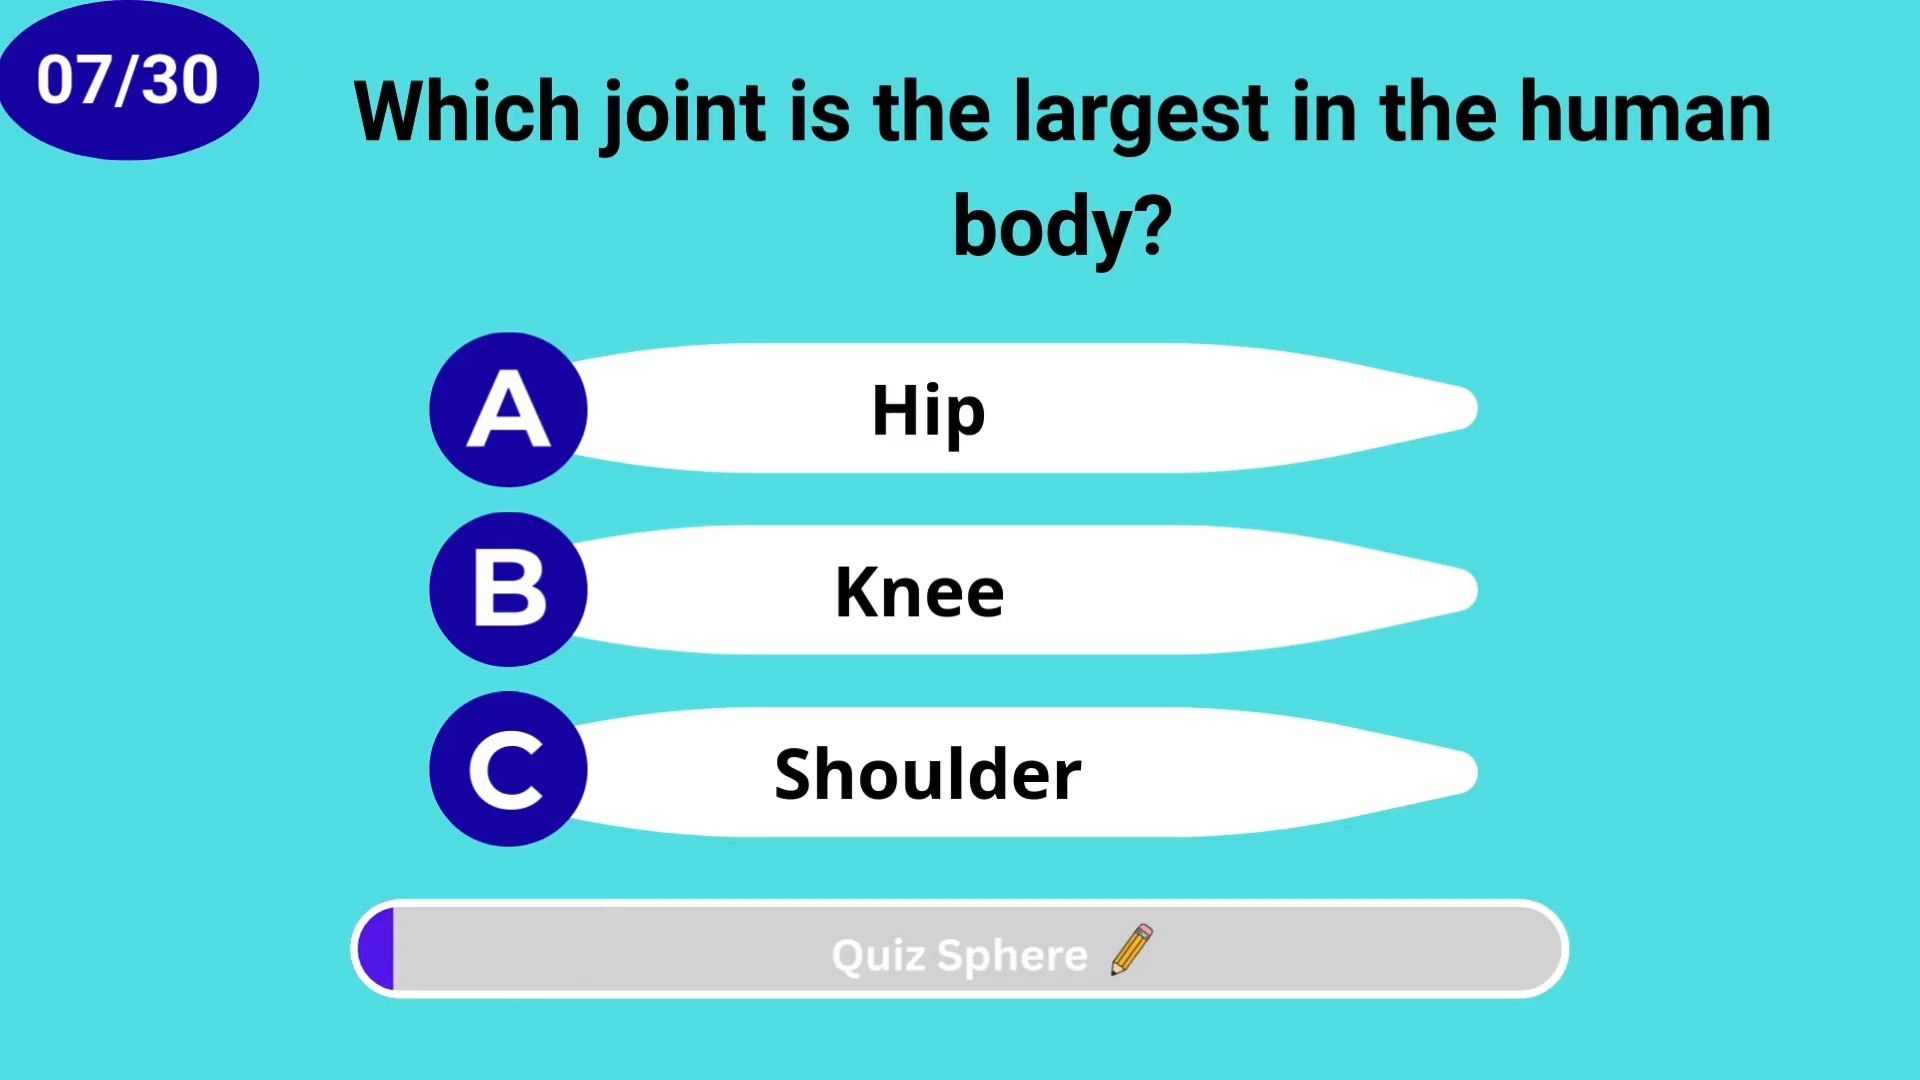 07/30
Which joint is the largest in the human
body?
A
Hip
B
Knee
C
Shoulder
Quiz Sphere